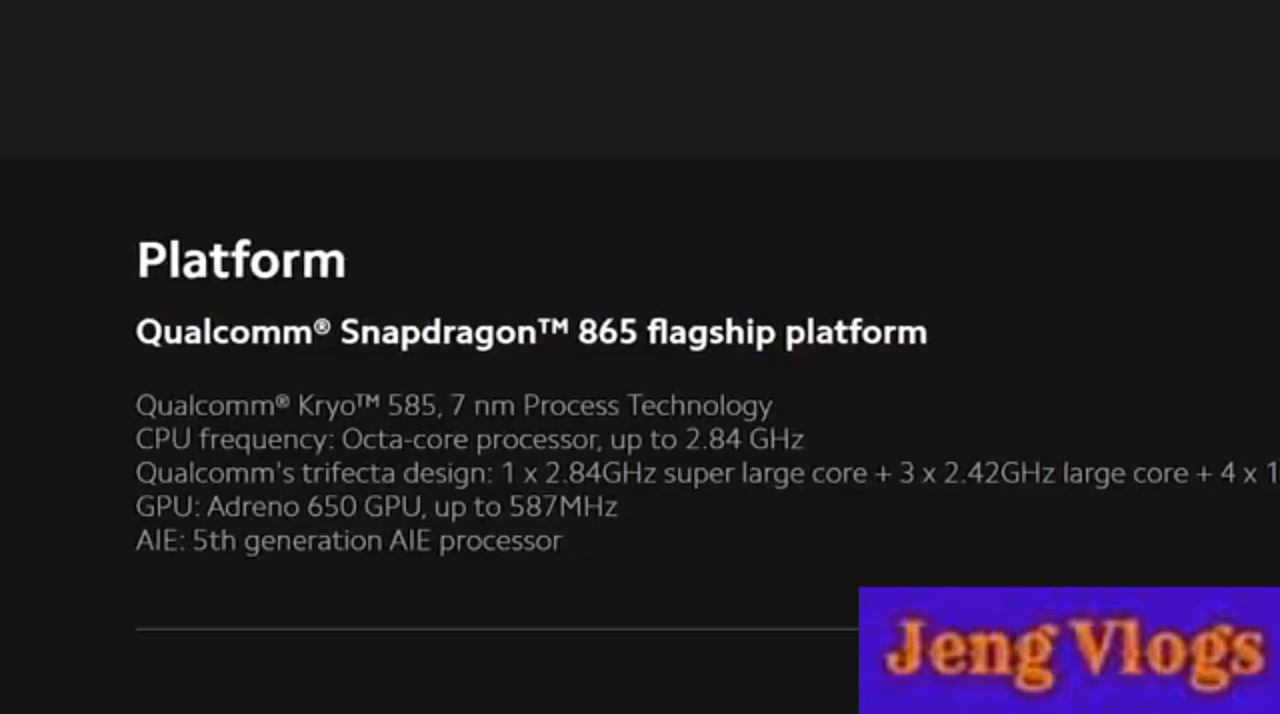 Platform
Qualcomm® Snapdragon™ 865 flagship platform
Qualcomm® Kryo™ 585, 7 nm Process Technology
CPU frequency: Octa-core processor, up to 2.84 GHz
Qualcomm's trifecta design: 1 x 2.84GHz super large core + 3 x 2.42GHz large core + 4 x 1
GPU: Adreno 650 GPU, up to 587MHz
AIE: 5th generation AIE processor
Jeng Vlogs